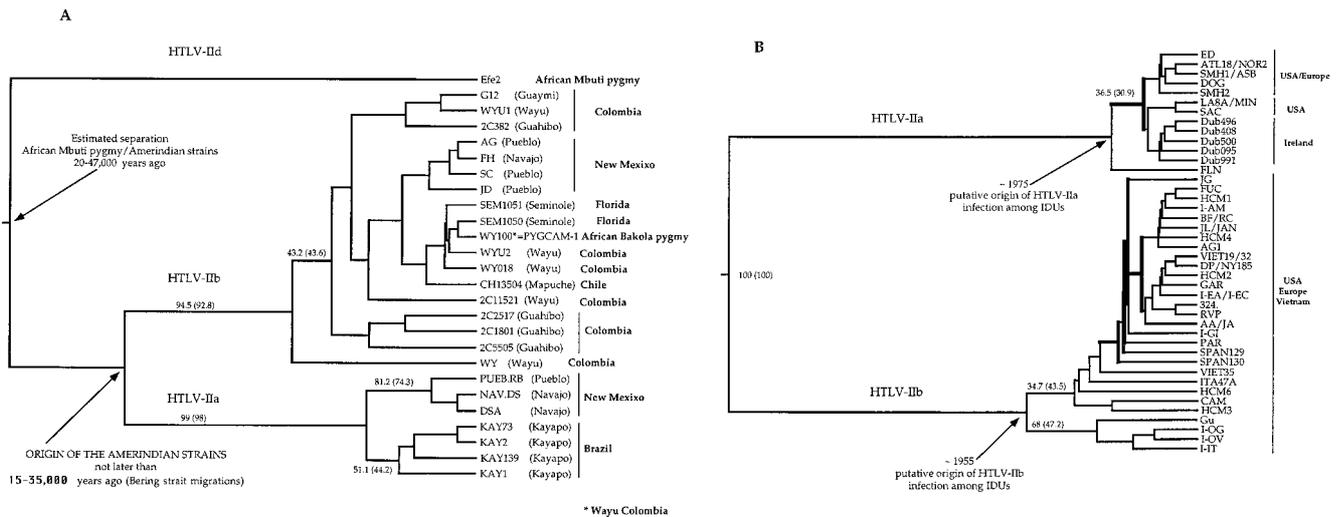 A
HTLV-IId
Efe2 African Mbuti pygmy
G12 (Guaymi)
WYU1 (Wayu) Colombia
2C382 (Guahibo)
Estimated separation
African Mbuti pygmy/Amerindian strains
20-47,000 years ago
AG (Pueblo)
FH (Navajo) New Mexixo
SC (Pueblo)
JD (Pueblo)
SEM1051 (Seminole) Florida
SEM1050 (Seminole) Florida
WY100*=PYGCAM-1 African Bakola pygmy
WYU2 (Wayu) Colombia
43.2 (43.6)
WY018 (Wayu) Colombia
HTLV-IIb
CH13504 (Mapuche) Chile
2C11521 (Wayu) Colombia
94.5 (92.8)
2C2517 (Guahibo)
2C1801 (Guahibo) Colombia
2C5505 (Guahibo)
WY (Wayu) Colombia
PUEB.RB (Pueblo)
81.2 (74.3)
NAV.DS (Navajo) New Mexixo
HTLV-IIa
DSA (Navajo)
99 (98)
KAY73 (Kayapo)
KAY2 (Kayapo) Brazil
KAY139 (Kayapo)
51.1 (44.2)
KAY1 (Kayapo)
ORIGIN OF THE AMERINDIAN STRAINS
not later than
15-35,000 years ago (Bering strait migrations)
* Wayu Colombia
B
ED
ATL18/NOR2
SMH1/ASB USA/Europe
DOG
SMH2
36.5 (30.9)
LA8A/MIN USA
SAC
HTLV-IIa
Dub496
Dub408
Dub500 Ireland
Dub095
Dub991
FLN
~ 1975
putative origin of HTLV-IIa
infection among IDUs
JG
FUC
HCM1
I-AM
BF/RC
JL/JAN
HCM4
AG1
VIET19/32
DP/NY185
HCM2
100 (100)
GAR
USA
Europe
Vietnam
I-EA/I-EC
324.
RVP
AA/JA
I-GI
PAR
SPAN129
SPAN130
VIET35
ITA47A
34.7 (43.5)
HCM6
HTLV-IIb
CAM
HCM3
Gu
68 (47.2)
I-OG
I-OV
I-IT
~ 1955
putative origin of HTLV-IIb
infection among IDUs